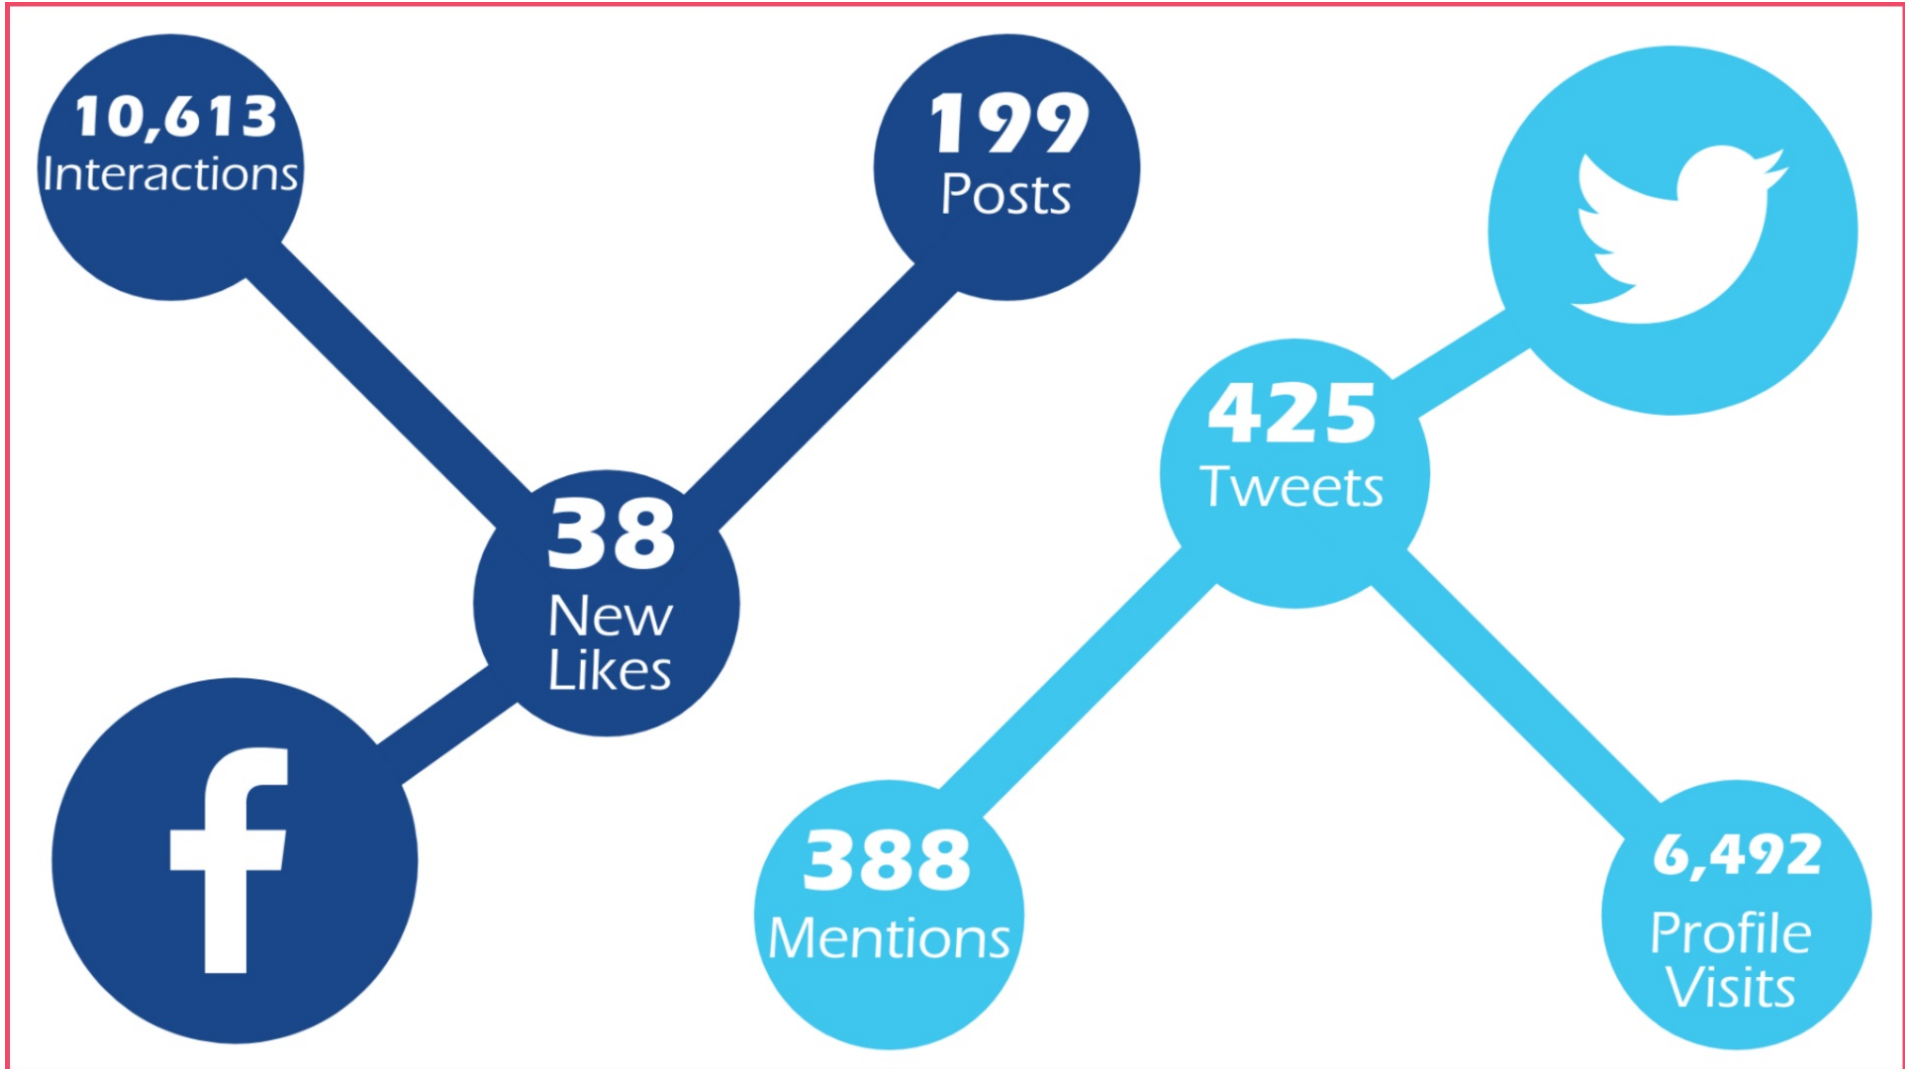 10,613
Interactions
199
Posts
38
New
Likes
425
Tweets
388
Mentions
6,492
Profile
Visits